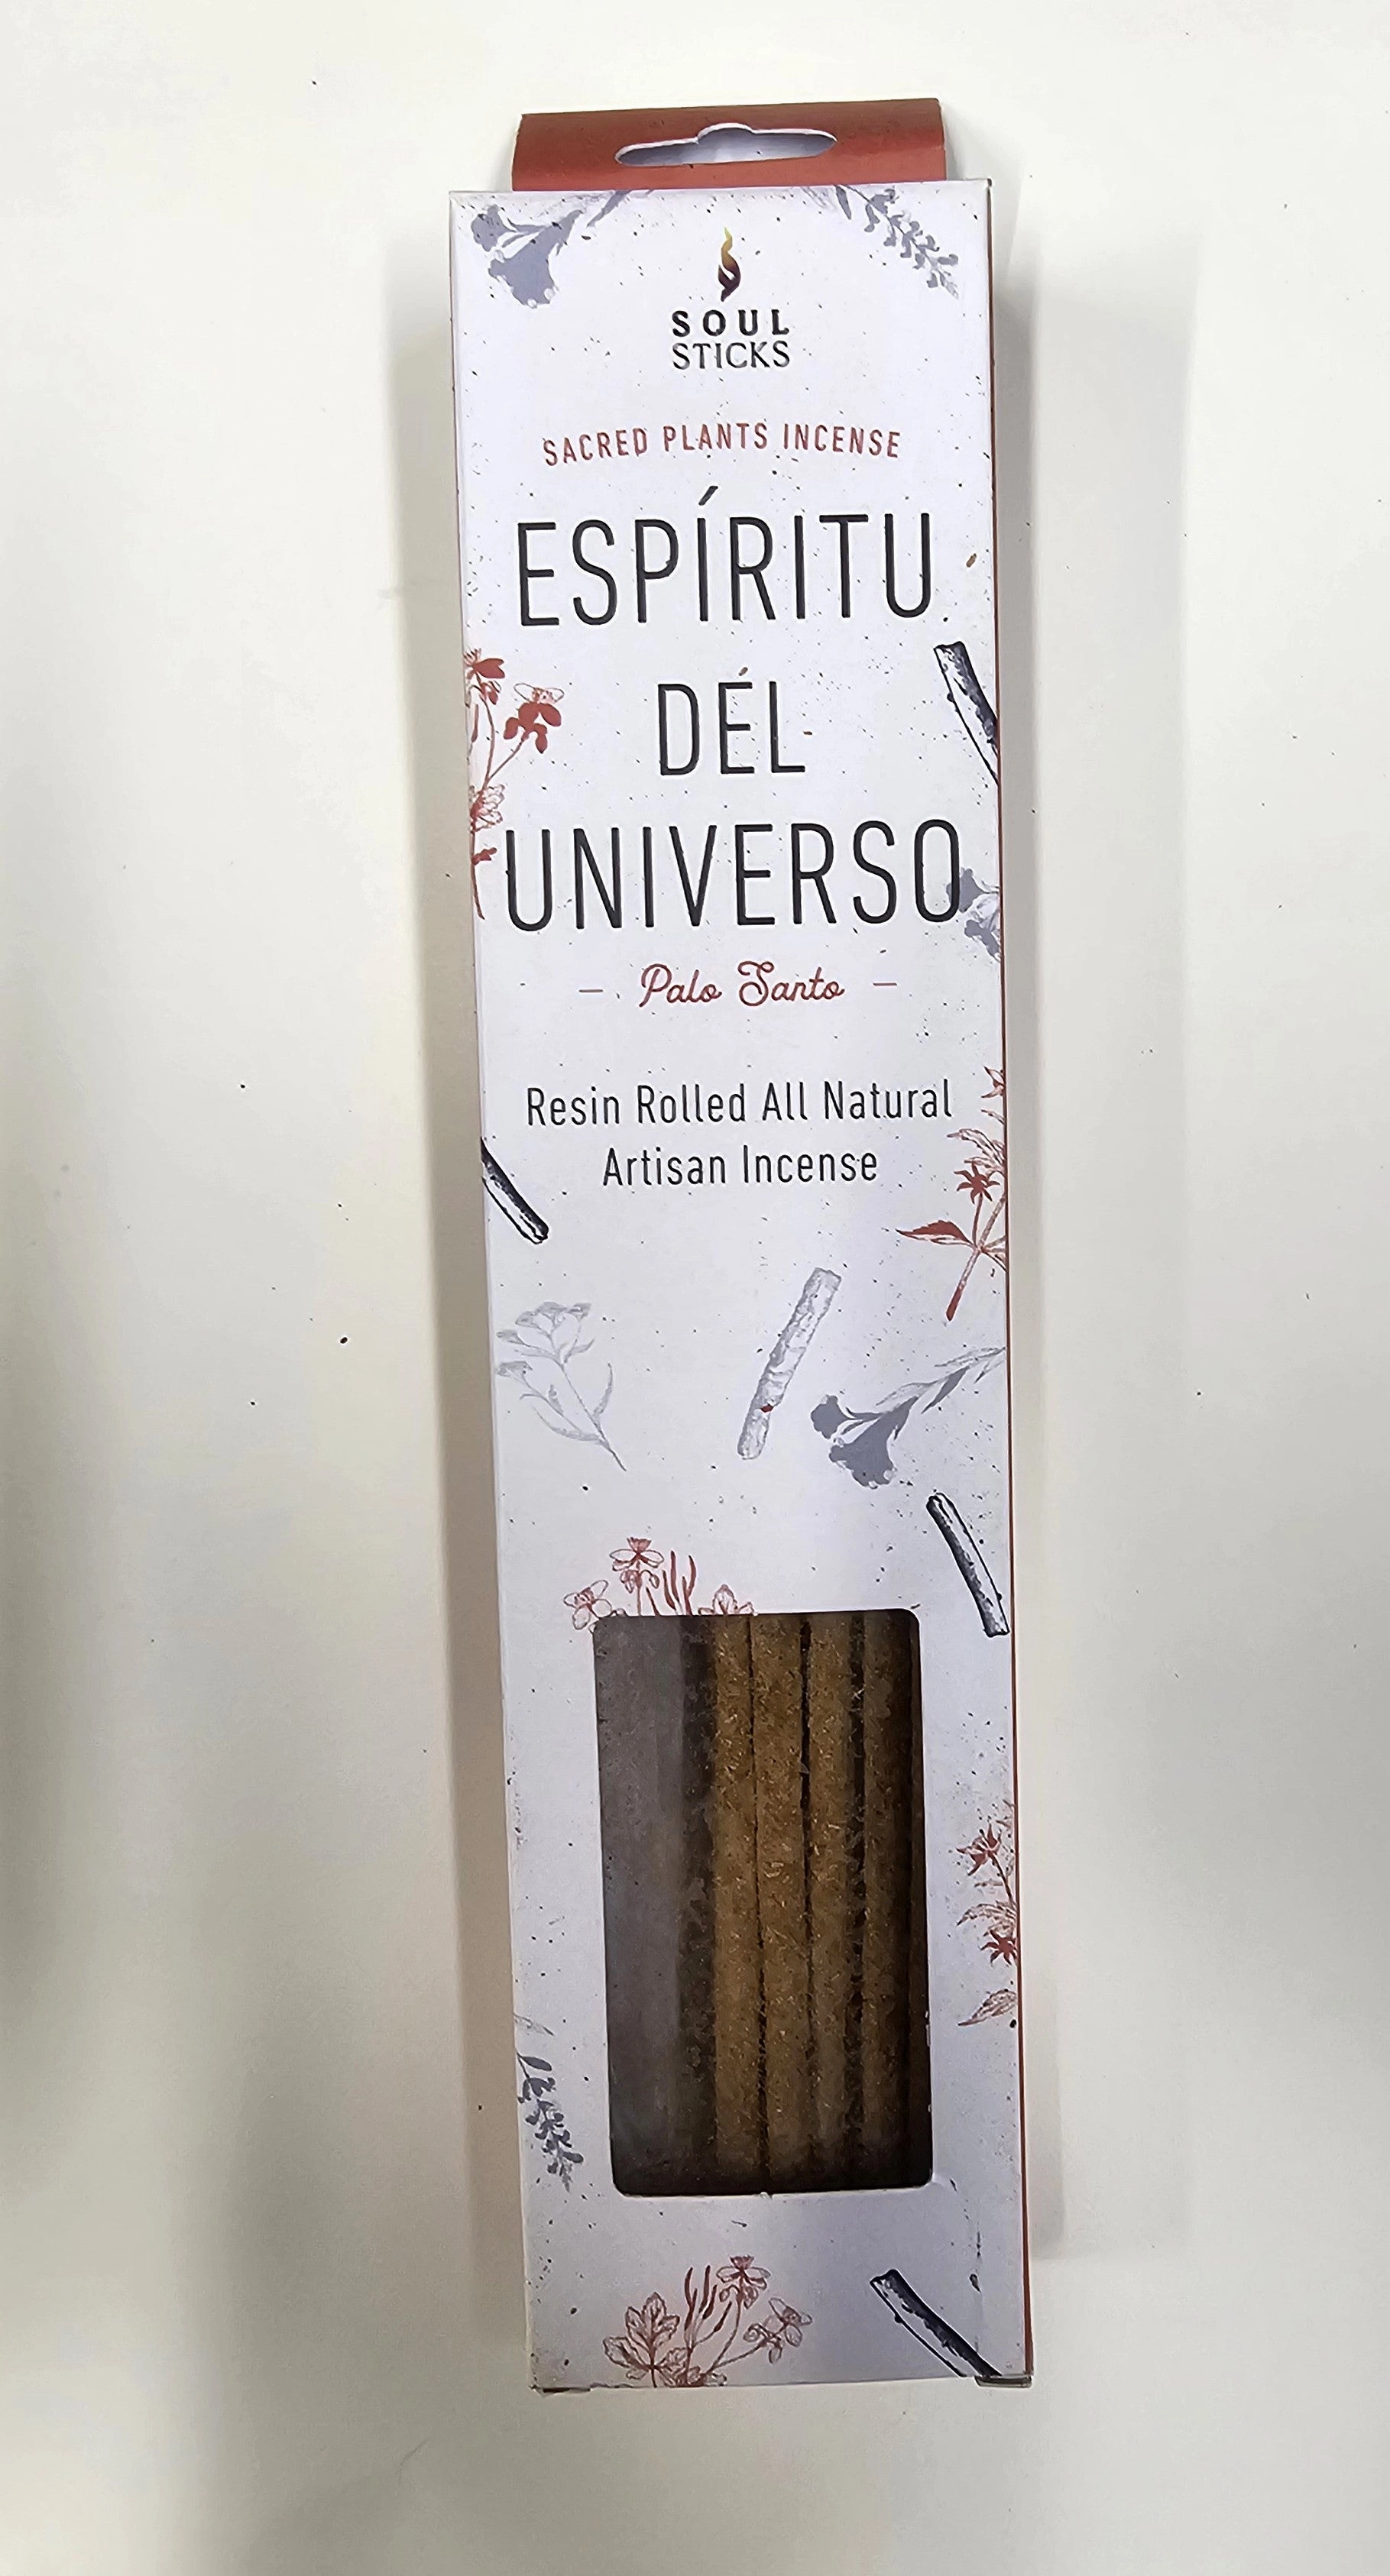 SOUL
STICKS
SACRED PLANTS INCENSE
ESPÍRITU
DÉL
UNIVERSO
- Palo Santo -
Resin Rolled All Natural
Artisan Incense